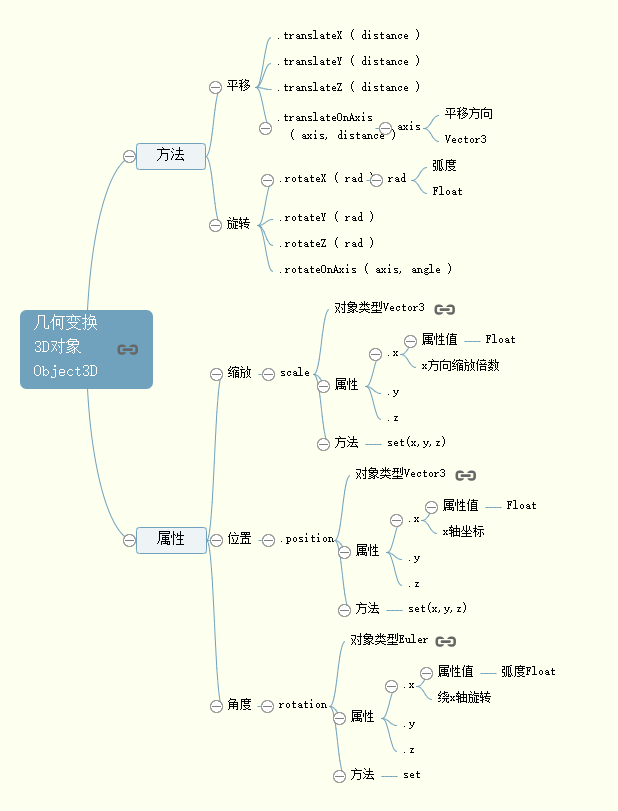 几何变换
3D对象
Object3D
方法
平移
.translateX ( distance )
.translateY ( distance )
.translateZ ( distance )
.translateOnAxis
( axis, distance )
axis
平移方向
Vector3
旋转
.rotateX ( rad )
rad
弧度
Float
.rotateY ( rad )
.rotateZ ( rad )
.rotateOnAxis ( axis, angle )
属性
缩放
scale
对象类型Vector3
属性
.x
属性值
Float
x方向缩放倍数
.y
.z
方法
set(x,y,z)
位置
.position
对象类型Vector3
属性
.x
属性值
Float
x轴坐标
.y
.z
方法
set(x,y,z)
角度
rotation
对象类型Euler
属性
.x
属性值
弧度Float
绕x轴旋转
.y
.z
方法
set